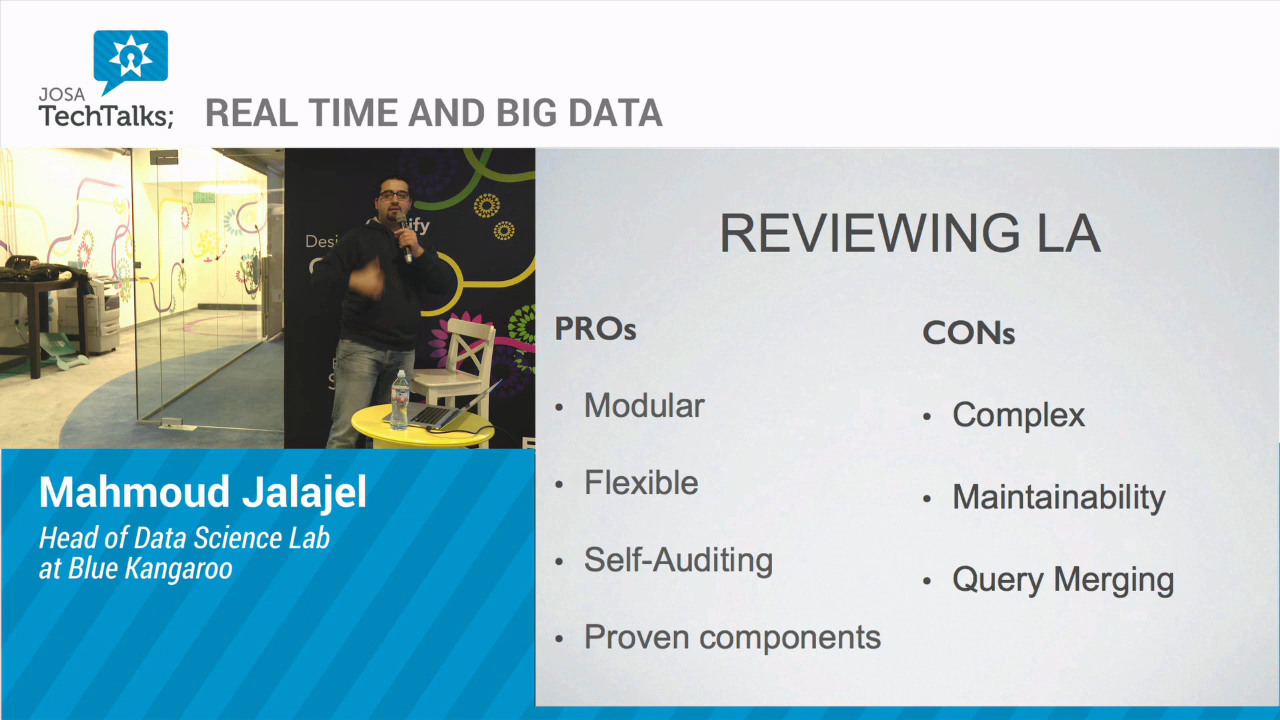 JOSA
TechTalks;
REAL TIME AND BIG DATA
Mahmoud Jalajel
Head of Data Science Lab
at Blue Kangaroo
REVIEWING LA
PROs
• Modular
• Flexible
• Self-Auditing
• Proven components
CONs
• Complex
• Maintainability
• Query Merging